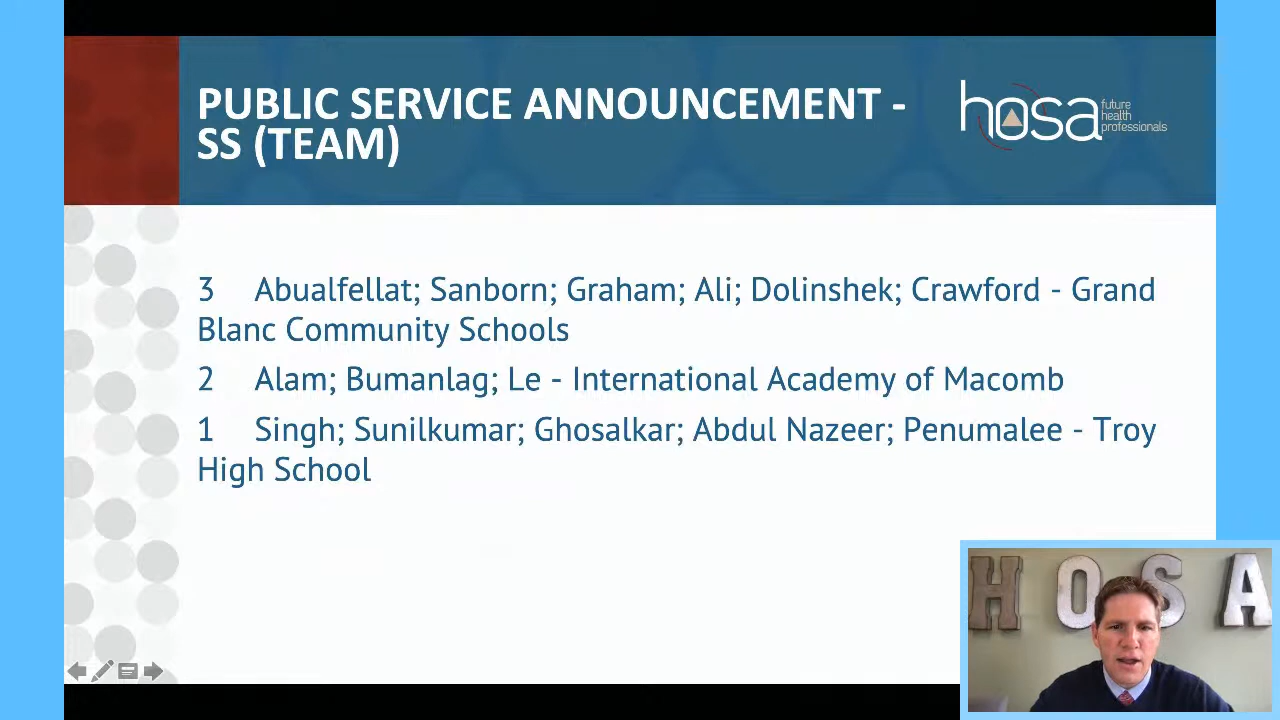 PUBLIC SERVICE ANNOUNCEMENT -
SS (TEAM)
hosa
future
health
professionals
3 Abualfellat; Sanborn; Graham; Ali; Dolinshek; Crawford - Grand
Blanc Community Schools
2 Alam; Bumanlag; Le - International Academy of Macomb
1 Singh; Sunilkumar; Ghosalkar; Abdul Nazeer; Penumalee - Troy
High School
HOSA